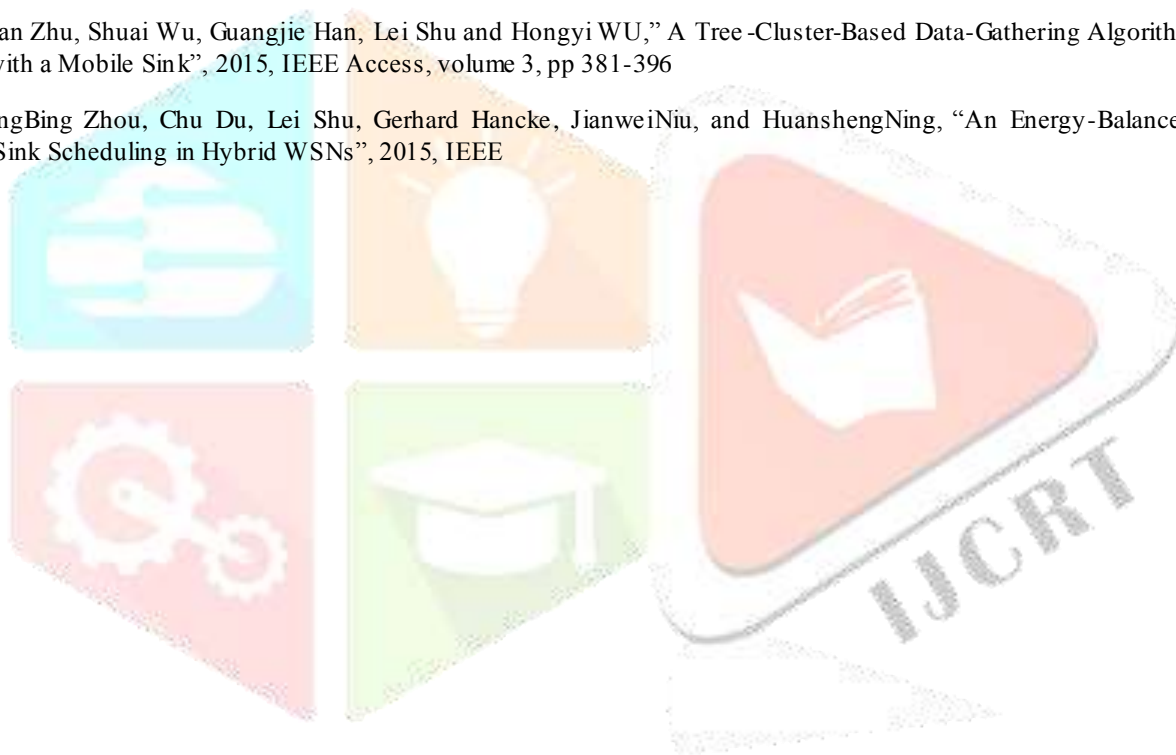 an Zhu, Shuai Wu, Guangjie Han, Lei Shu and Hongyi WU,” A Tree-Cluster-Based Data-Gathering Algorith
with a Mobile Sink”, 2015, IEEE Access, volume 3, pp 381-396
ngBing Zhou, Chu Du, Lei Shu, Gerhard Hancke, JianweiNiu, and HuanshengNing, “An Energy-Balance
Sink Scheduling in Hybrid WSNs”, 2015, IEEE
IJCRT